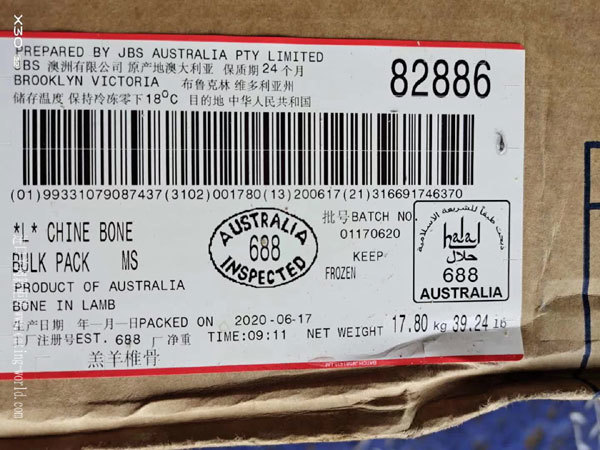 PREPARED BY JBS AUSTRALIA PTY LIMITED
JBS 澳洲有限公司 原产地澳大利亚 保质期 24 个月
BROOKLYN VICTORIA 布鲁克林 维多利亚州
储存温度 保持冷冻零下18°C 目的地 中华人民共和国
82886
(01)99331079087437(3102)001780(13)200617(21)316691746370
*L* CHINE BONE
BULK PACK MS
PRODUCT OF AUSTRALIA
BONE IN LAMB
AUSTRALIA
688
INSPECTED
批号BATCH NO.
01170620
KEEP
FROZEN
ذبحت طبقا للشريعة الإسلامية
halal
حلال
688
AUSTRALIA
生产日期 年—月—日PACKED ON 2020-06-17
工厂注册号EST. 688 厂 净重 TIME:09:11 NET WEIGHT 17.80 kg 39.24 lb
羔羊椎骨
X30